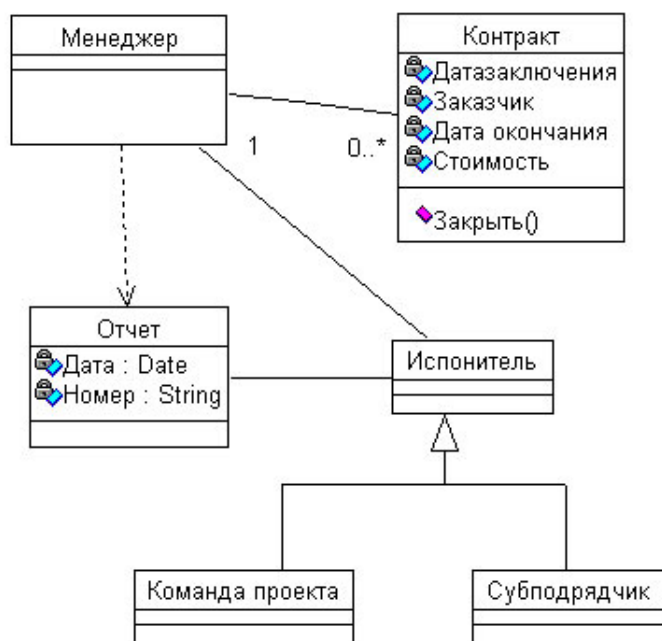 Менеджер
Контракт
Датазаключения
Заказчик
Дата окончания
Стоимость
Закрыть()
1
0..*
Отчет
Дата : Date
Номер : String
Испонитель
Команда проекта
Субподрядчик